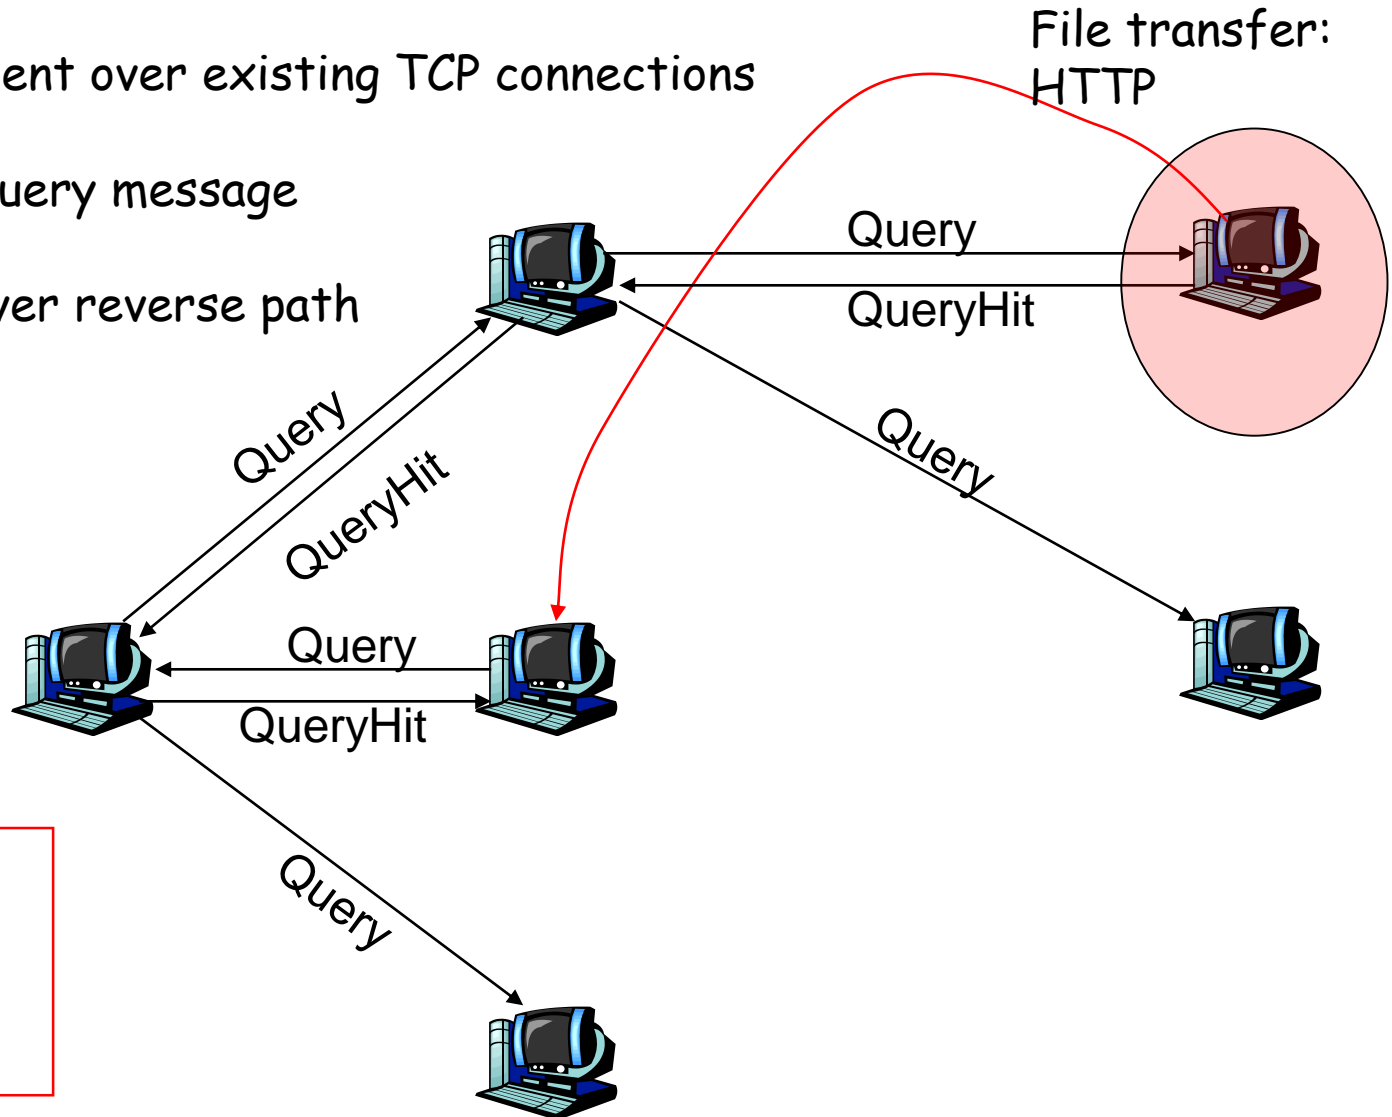 File transfer:
HTTP
ent over existing TCP connections
uery message
ver reverse path
Query
QueryHit
Query
QueryHit
Query
Query
QueryHit
Query